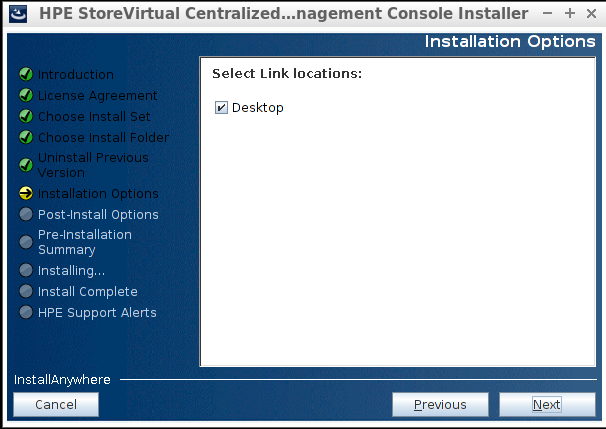 HPE StoreVirtual Centralized...nagement Console Installer
Installation Options
Introduction
License Agreement
Choose Install Set
Choose Install Folder
Uninstall Previous
Version
Installation Options
Post-Install Options
Pre-Installation
Summary
Installing...
Install Complete
HPE Support Alerts
Select Link locations:
Desktop
InstallAnywhere
Cancel
Previous
Next